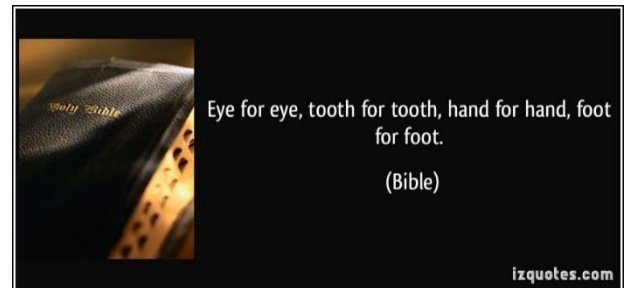 Holy Bible
Eye for eye, tooth for tooth, hand for hand, foot
for foot.
(Bible)
izquotes.com